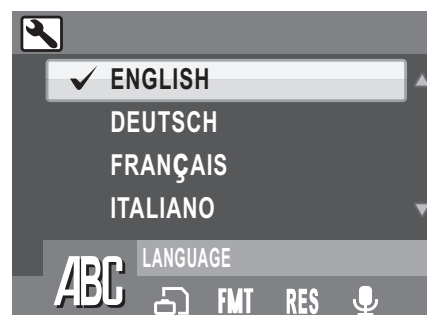 ENGLISH
DEUTSCH
FRANÇAIS
ITALIANO
LANGUAGE
ABC FMT RES